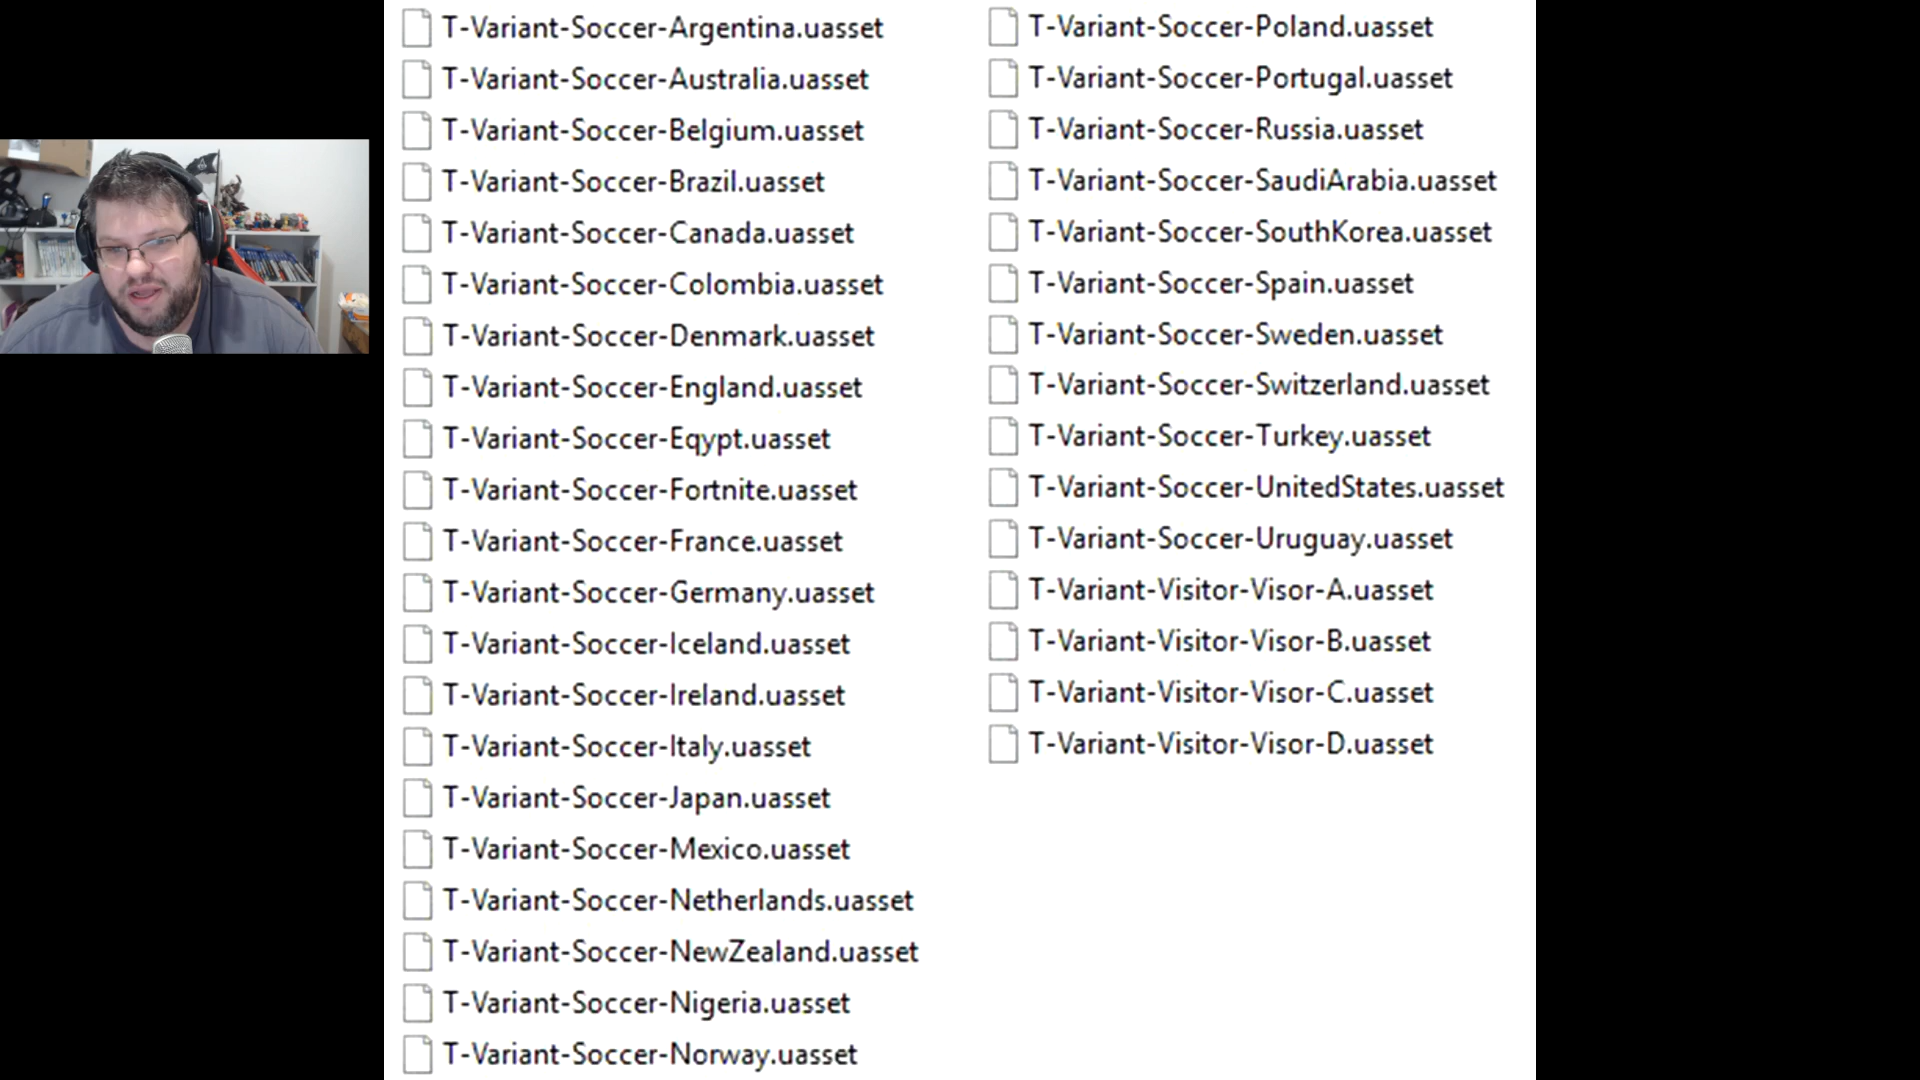 T-Variant-Soccer-Argentina.uasset
T-Variant-Soccer-Australia.uasset
T-Variant-Soccer-Belgium.uasset
T-Variant-Soccer-Brazil.uasset
T-Variant-Soccer-Canada.uasset
T-Variant-Soccer-Colombia.uasset
T-Variant-Soccer-Denmark.uasset
T-Variant-Soccer-England.uasset
T-Variant-Soccer-Eqypt.uasset
T-Variant-Soccer-Fortnite.uasset
T-Variant-Soccer-France.uasset
T-Variant-Soccer-Germany.uasset
T-Variant-Soccer-Iceland.uasset
T-Variant-Soccer-Ireland.uasset
T-Variant-Soccer-Italy.uasset
T-Variant-Soccer-Japan.uasset
T-Variant-Soccer-Mexico.uasset
T-Variant-Soccer-Netherlands.uasset
T-Variant-Soccer-NewZealand.uasset
T-Variant-Soccer-Nigeria.uasset
T-Variant-Soccer-Norway.uasset
T-Variant-Soccer-Poland.uasset
T-Variant-Soccer-Portugal.uasset
T-Variant-Soccer-Russia.uasset
T-Variant-Soccer-SaudiArabia.uasset
T-Variant-Soccer-SouthKorea.uasset
T-Variant-Soccer-Spain.uasset
T-Variant-Soccer-Sweden.uasset
T-Variant-Soccer-Switzerland.uasset
T-Variant-Soccer-Turkey.uasset
T-Variant-Soccer-UnitedStates.uasset
T-Variant-Soccer-Uruguay.uasset
T-Variant-Visitor-Visor-A.uasset
T-Variant-Visitor-Visor-B.uasset
T-Variant-Visitor-Visor-C.uasset
T-Variant-Visitor-Visor-D.uasset